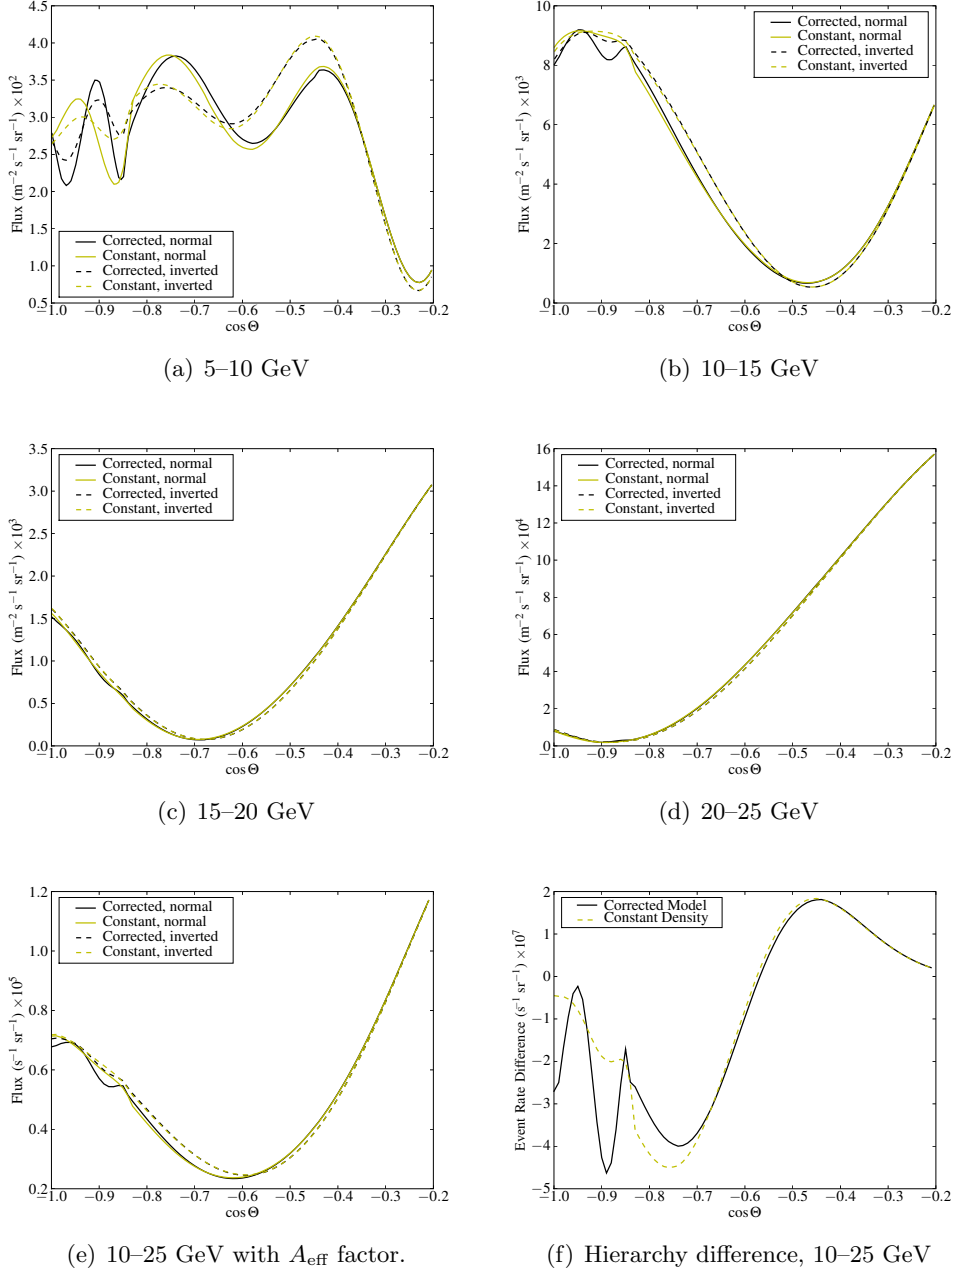 4.5
4.0
3.5
3.0
2.5
2.0
1.5
1.0
0.5
Flux (m⁻² s⁻¹ sr⁻¹) ×10²
Corrected, normal
Constant, normal
Corrected, inverted
Constant, inverted
−1.0 −0.9 −0.8 −0.7 −0.6 −0.5 −0.4 −0.3 −0.2
cos Θ
(a) 5–10 GeV
10
8
6
4
2
0
Flux (m⁻² s⁻¹ sr⁻¹) ×10³
Corrected, normal
Constant, normal
Corrected, inverted
Constant, inverted
−1.0 −0.9 −0.8 −0.7 −0.6 −0.5 −0.4 −0.3 −0.2
cos Θ
(b) 10–15 GeV
3.5
3.0
2.5
2.0
1.5
1.0
0.5
0.0
Flux (m⁻² s⁻¹ sr⁻¹) ×10³
Corrected, normal
Constant, normal
Corrected, inverted
Constant, inverted
−1.0 −0.9 −0.8 −0.7 −0.6 −0.5 −0.4 −0.3 −0.2
cos Θ
(c) 15–20 GeV
16
14
12
10
8
6
4
2
0
Flux (m⁻² s⁻¹ sr⁻¹) ×10⁴
Corrected, normal
Constant, normal
Corrected, inverted
Constant, inverted
−1.0 −0.9 −0.8 −0.7 −0.6 −0.5 −0.4 −0.3 −0.2
cos Θ
(d) 20–25 GeV
1.2
1.0
0.8
0.6
0.4
0.2
Flux (s⁻¹ sr⁻¹) ×10⁵
Corrected, normal
Constant, normal
Corrected, inverted
Constant, inverted
−1.0 −0.9 −0.8 −0.7 −0.6 −0.5 −0.4 −0.3 −0.2
cos Θ
(e) 10–25 GeV with A_eff factor.
2
1
0
−1
−2
−3
−4
−5
Event Rate Difference (s⁻¹ sr⁻¹) ×10⁷
Corrected Model
Constant Density
−1.0 −0.9 −0.8 −0.7 −0.6 −0.5 −0.4 −0.3 −0.2
cos Θ
(f) Hierarchy difference, 10–25 GeV